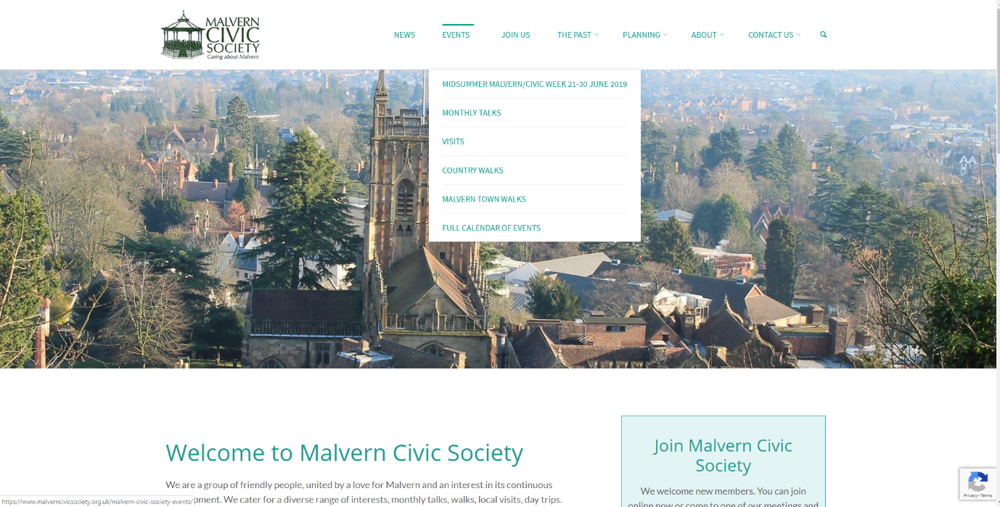 MALVERN
CIVIC
SOCIETY
Caring about Malvern
NEWS EVENTS JOIN US THE PAST PLANNING ABOUT CONTACT US
MIDSUMMER MALVERN/CIVIC WEEK 21-30 JUNE 2019
MONTHLY TALKS
VISITS
COUNTRY WALKS
MALVERN TOWN WALKS
FULL CALENDAR OF EVENTS
Welcome to Malvern Civic Society
We are a group of friendly people, united by a love for Malvern and an interest in its continuous
pment. We cater for a diverse range of interests, monthly talks, walks, local visits, day trips.
Join Malvern Civic
Society
We welcome new members. You can join
online now or come to one of our meetings and
Privacy - Terms
https://www.malverncivicsociety.org.uk/malvern-civic-society-events/